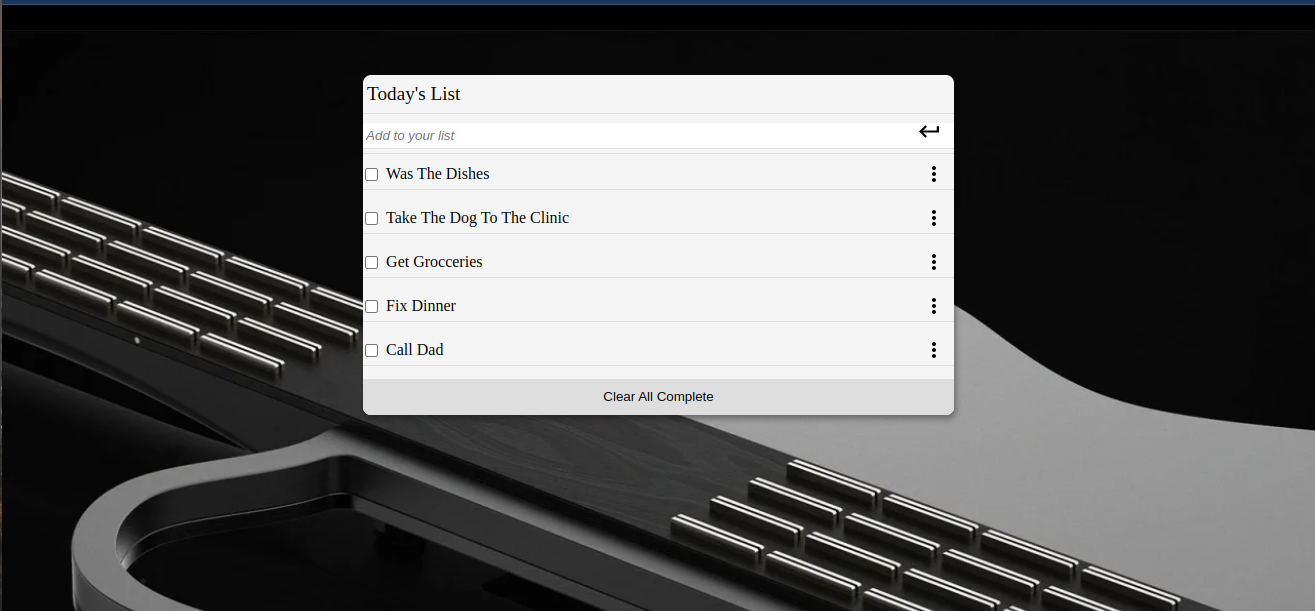 Today's List
Add to your list
Was The Dishes
Take The Dog To The Clinic
Get Grocceries
Fix Dinner
Call Dad
Clear All Complete